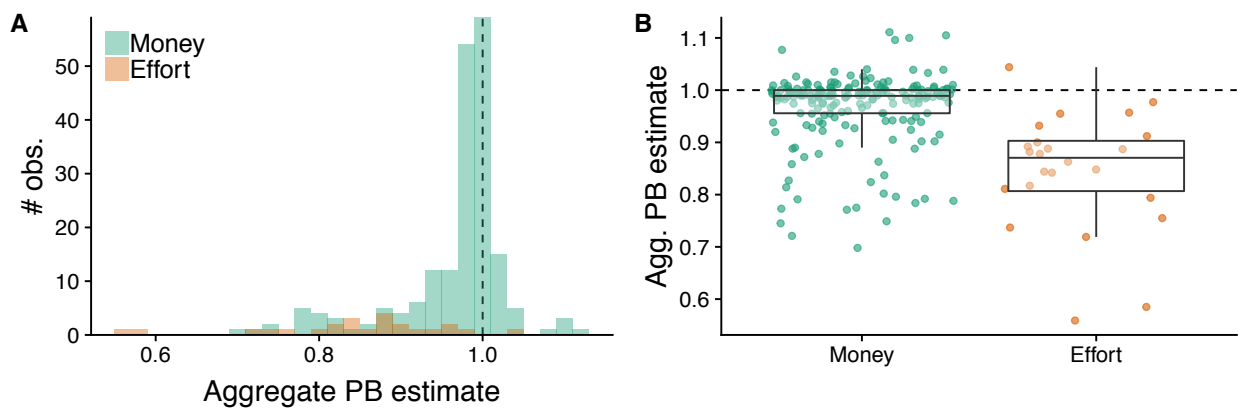 A
Money
Effort
# obs.
50
40
30
20
10
0
0.6
0.8
1.0
Aggregate PB estimate
B
Agg. PB estimate
1.1
1.0
0.9
0.8
0.7
0.6
Money
Effort